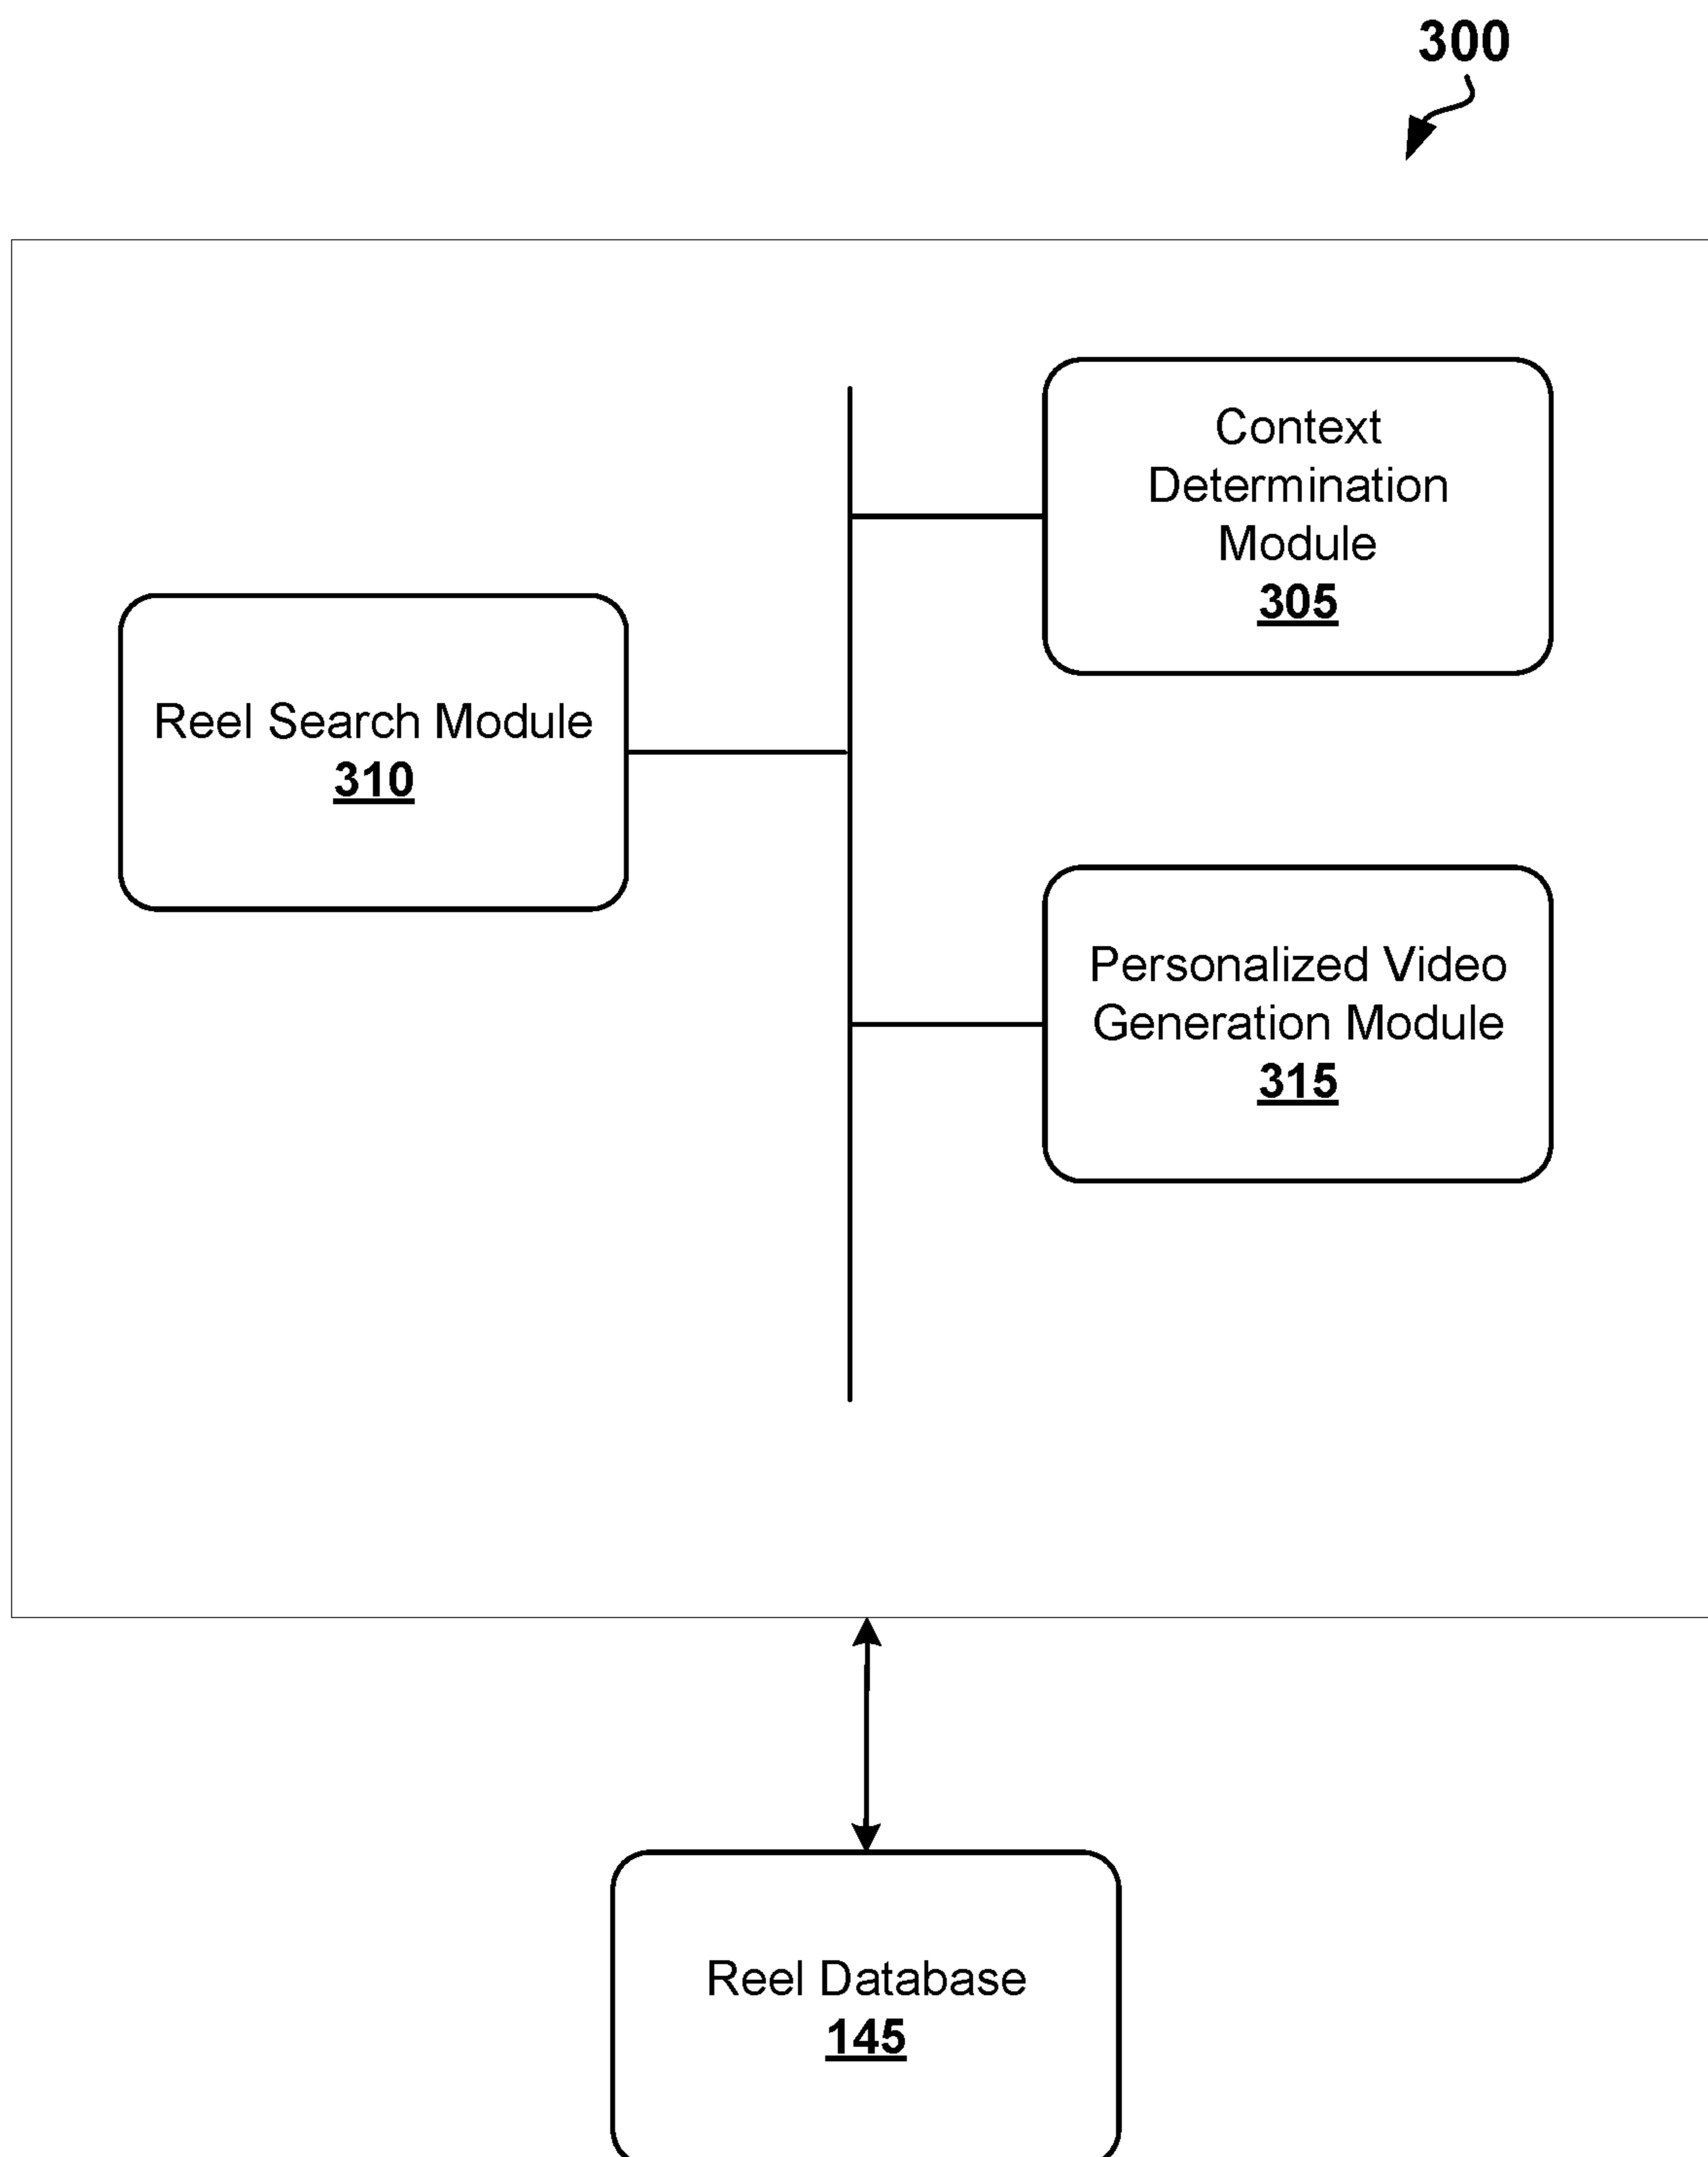 300
Context
Determination
Module
305
Reel Search Module
310
Personalized Video
Generation Module
315
Reel Database
145